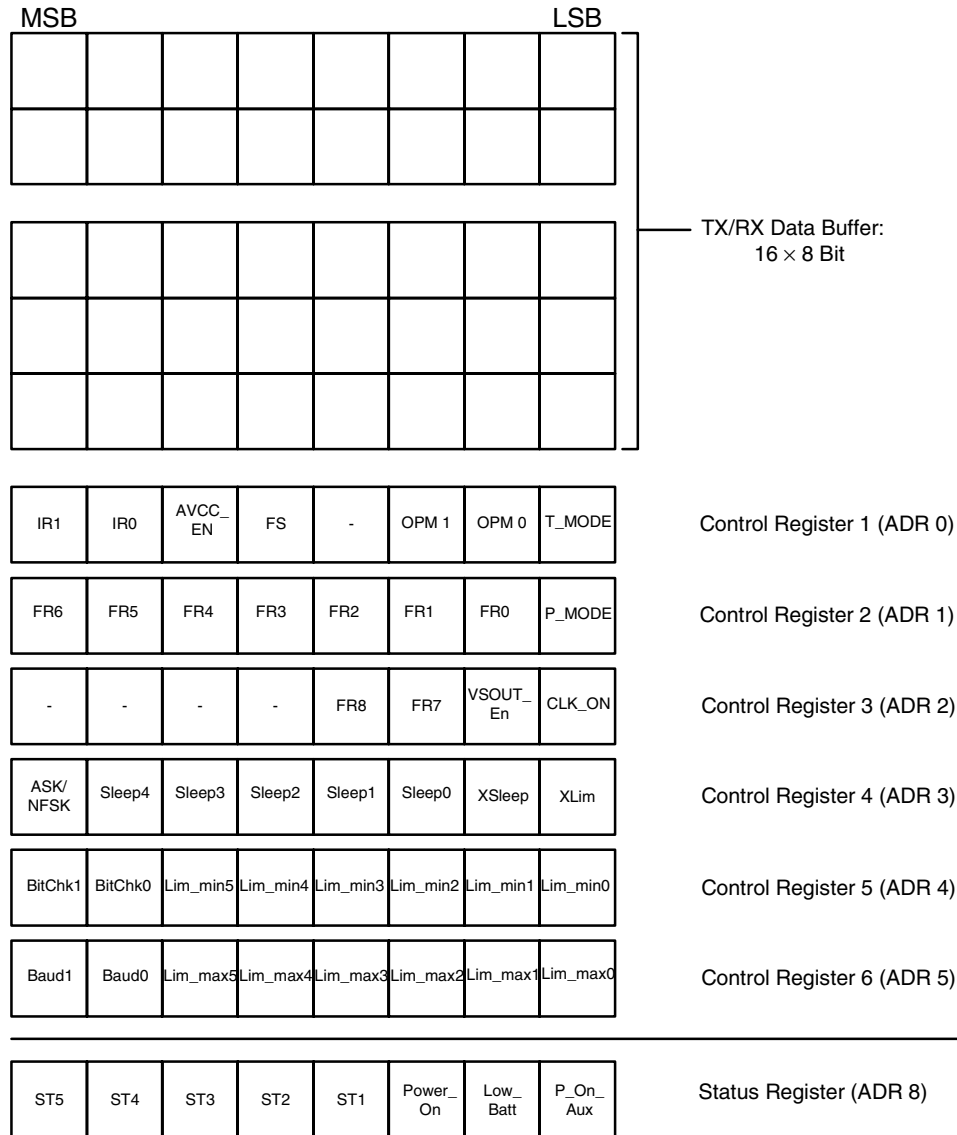 MSB LSB
TX/RX Data Buffer:
16 × 8 Bit
IR1 IR0 AVCC_ EN FS - OPM 1 OPM 0 T_MODE Control Register 1 (ADR 0)
FR6 FR5 FR4 FR3 FR2 FR1 FR0 P_MODE Control Register 2 (ADR 1)
- - - - FR8 FR7 VSOUT_ En CLK_ON Control Register 3 (ADR 2)
ASK/ NFSK Sleep4 Sleep3 Sleep2 Sleep1 Sleep0 XSleep XLim Control Register 4 (ADR 3)
BitChk1 BitChk0 Lim_min5 Lim_min4 Lim_min3 Lim_min2 Lim_min1 Lim_min0 Control Register 5 (ADR 4)
Baud1 Baud0 Lim_max5 Lim_max4 Lim_max3 Lim_max2 Lim_max1 Lim_max0 Control Register 6 (ADR 5)
ST5 ST4 ST3 ST2 ST1 Power_ On Low_ Batt P_On_ Aux Status Register (ADR 8)